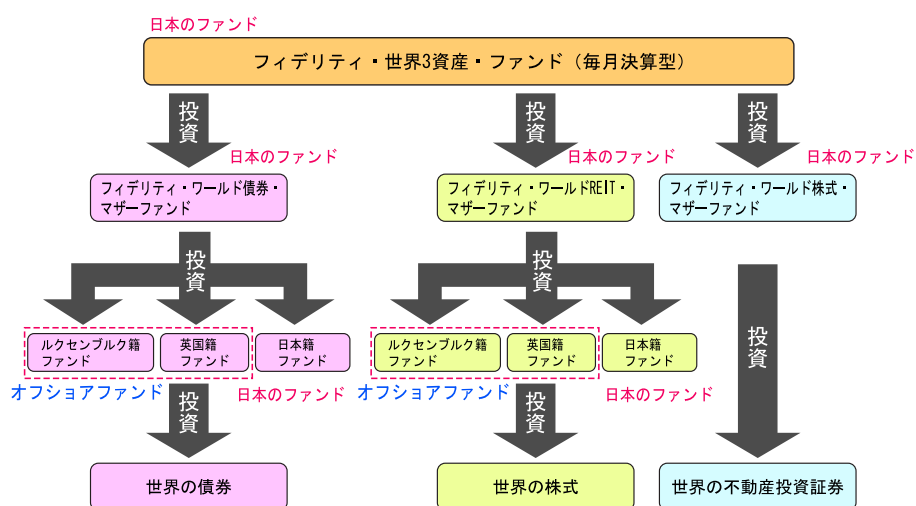 日本のファンド
フィデリティ・世界3資産・ファンド（毎月決算型）
投資
投資
投資
日本のファンド
日本のファンド
日本のファンド
フィデリティ・ワールド債券・
マザーファンド
フィデリティ・ワールドREIT・
マザーファンド
フィデリティ・ワールド株式・
マザーファンド
投資
投資
投資
ルクセンブルク籍
ファンド
英国籍
ファンド
日本籍
ファンド
ルクセンブルク籍
ファンド
英国籍
ファンド
日本籍
ファンド
オフショアファンド
日本のファンド
オフショアファンド
日本のファンド
投資
投資
世界の債券
世界の株式
世界の不動産投資証券